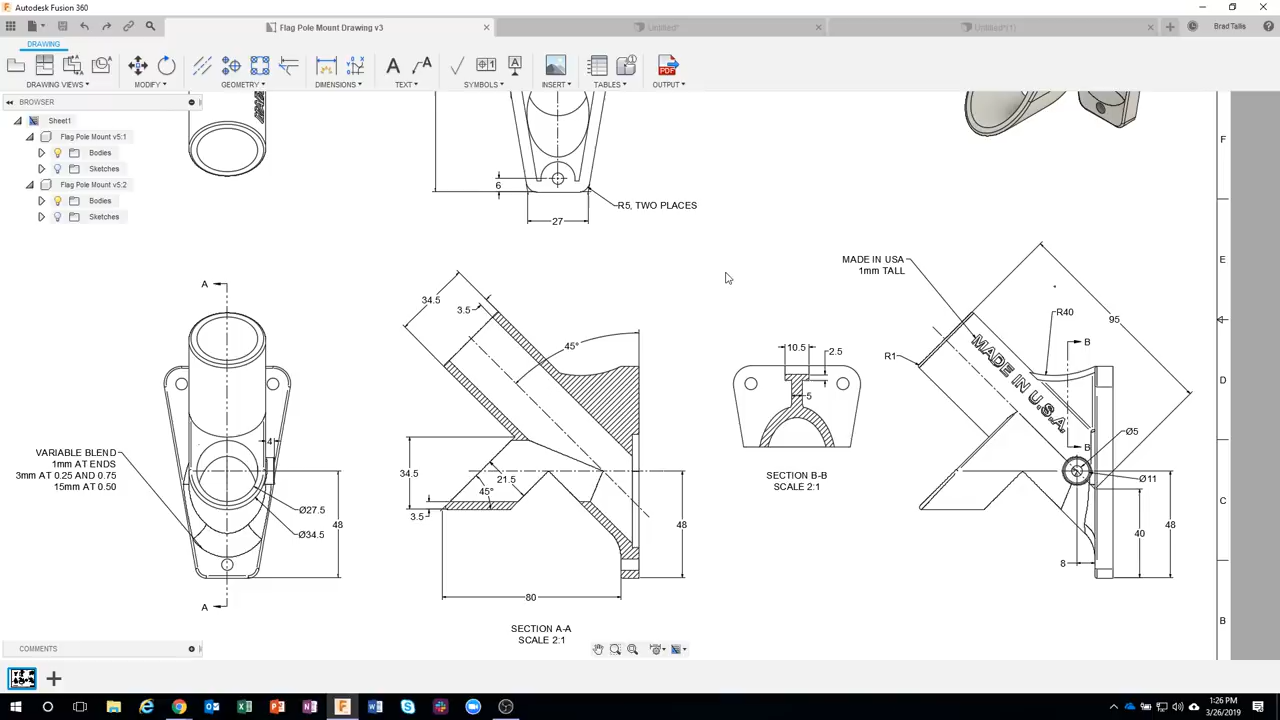 Autodesk Fusion 360
Flag Pole Mount Drawing v3
Untitled*
Untitled*(1)
Brad Tallis
DRAWING
DRAWING VIEWS
MODIFY
GEOMETRY
DIMENSIONS
TEXT
SYMBOLS
INSERT
TABLES
OUTPUT
PDF
BROWSER
Sheet1
Flag Pole Mount v5:1
Bodies
Sketches
Flag Pole Mount v5:2
Bodies
Sketches
6
27
R5, TWO PLACES
F
E
D
C
B
A
A
4
VARIABLE BLEND
1mm AT ENDS
3mm AT 0.25 AND 0.75
15mm AT 0.50
Ø27.5
Ø34.5
48
34.5
3.5
45°
34.5
21.5
45°
3.5
48
80
SECTION A-A
SCALE 2:1
10.5
2.5
5
SECTION B-B
SCALE 2:1
MADE IN USA
1mm TALL
R40
95
B
R1
MADE IN U.S.A.
B
Ø5
Ø11
40
48
8
COMMENTS
1:26 PM
3/26/2019